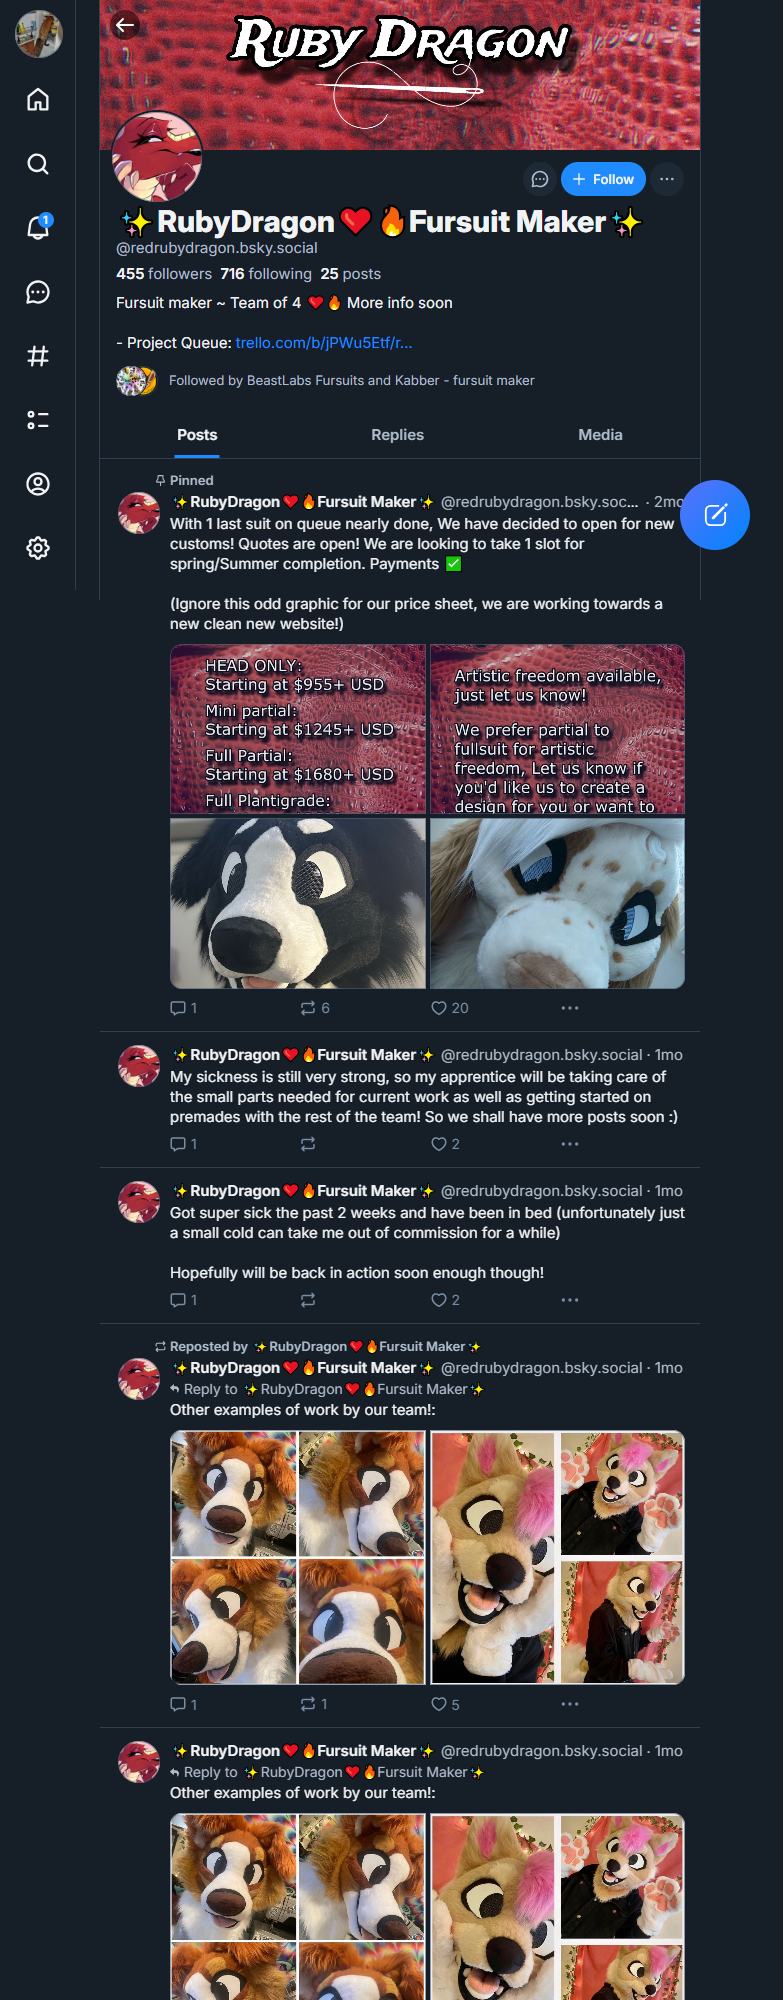 RUBY DRAGON
Follow
✨RubyDragon❤️🔥Fursuit Maker✨
@redrubydragon.bsky.social
455 followers 716 following 25 posts
Fursuit maker ~ Team of 4 ❤️🔥 More info soon
- Project Queue: trello.com/b/jPWu5Etf/r...
Followed by BeastLabs Fursuits and Kabber - fursuit maker
Posts Replies Media
1
Pinned
✨RubyDragon❤️🔥Fursuit Maker✨ @redrubydragon.bsky.soc... · 2mo
With 1 last suit on queue nearly done, We have decided to open for new
customs! Quotes are open! We are looking to take 1 slot for
spring/Summer completion. Payments ✅
(Ignore this odd graphic for our price sheet, we are working towards a
new clean new website!)
HEAD ONLY:
Starting at $955+ USD
Mini partial:
Starting at $1245+ USD
Full Partial:
Starting at $1680+ USD
Full Plantigrade:
Artistic freedom available,
just let us know!
We prefer partial to
fullsuit for artistic
freedom, Let us know if
you'd like us to create a
design for you or want to
1 6 20
✨RubyDragon❤️🔥Fursuit Maker✨ @redrubydragon.bsky.social · 1mo
My sickness is still very strong, so my apprentice will be taking care of
the small parts needed for current work as well as getting started on
premades with the rest of the team! So we shall have more posts soon :)
1 2
✨RubyDragon❤️🔥Fursuit Maker✨ @redrubydragon.bsky.social · 1mo
Got super sick the past 2 weeks and have been in bed (unfortunately just
a small cold can take me out of commission for a while)
Hopefully will be back in action soon enough though!
1 2
Reposted by ✨RubyDragon❤️🔥Fursuit Maker✨
✨RubyDragon❤️🔥Fursuit Maker✨ @redrubydragon.bsky.social · 1mo
Reply to ✨RubyDragon❤️🔥Fursuit Maker✨
Other examples of work by our team!:
1 1 5
✨RubyDragon❤️🔥Fursuit Maker✨ @redrubydragon.bsky.social · 1mo
Reply to ✨RubyDragon❤️🔥Fursuit Maker✨
Other examples of work by our team!: